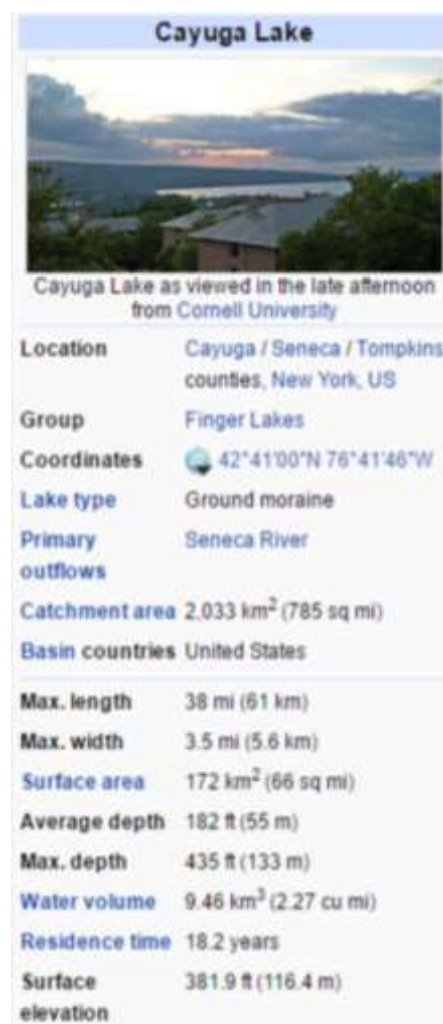 Cayuga Lake
Cayuga Lake as viewed in the late afternoon
from Cornell University
Location Cayuga / Seneca / Tompkins
counties, New York, US
Group Finger Lakes
Coordinates 42°41′00″N 76°41′46″W
Lake type Ground moraine
Primary Seneca River
outflows
Catchment area 2,033 km² (785 sq mi)
Basin countries United States
Max. length 38 mi (61 km)
Max. width 3.5 mi (5.6 km)
Surface area 172 km² (66 sq mi)
Average depth 182 ft (55 m)
Max. depth 435 ft (133 m)
Water volume 9.46 km³ (2.27 cu mi)
Residence time 18.2 years
Surface 381.9 ft (116.4 m)
elevation